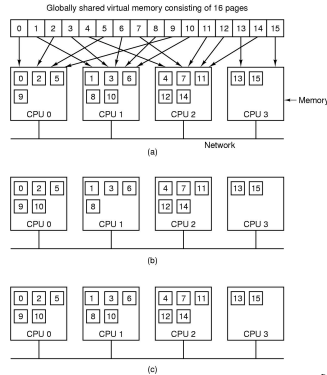 Globally shared virtual memory consisting of 16 pages
0 1 2 3 4 5 6 7 8 9 10 11 12 13 14 15
0 2 5 1 3 6 4 7 11 13 15
Memory
9 8 10 12 14
CPU 0 CPU 1 CPU 2 CPU 3
Network
(a)
0 2 5 1 3 6 4 7 11 13 15
9 10 8 12 14
CPU 0 CPU 1 CPU 2 CPU 3
(b)
0 2 5 1 3 6 4 7 11 13 15
9 10 8 10 12 14
CPU 0 CPU 1 CPU 2 CPU 3
(c)